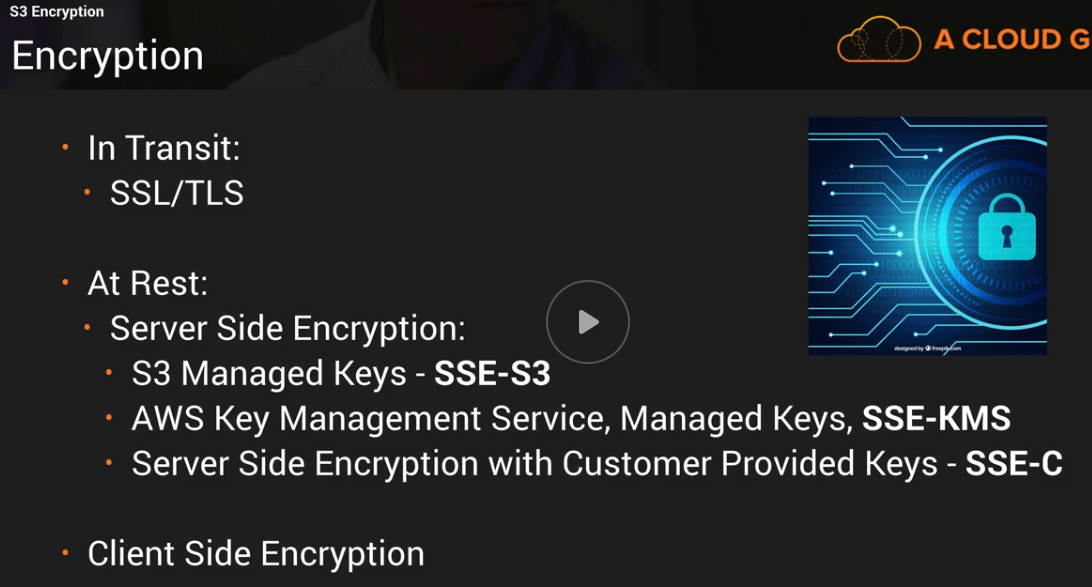 S3 Encryption
Encryption
A CLOUD G
• In Transit:
• SSL/TLS
• At Rest:
• Server Side Encryption:
• S3 Managed Keys - SSE-S3
• AWS Key Management Service, Managed Keys, SSE-KMS
• Server Side Encryption with Customer Provided Keys - SSE-C
• Client Side Encryption
designed by freepik.com